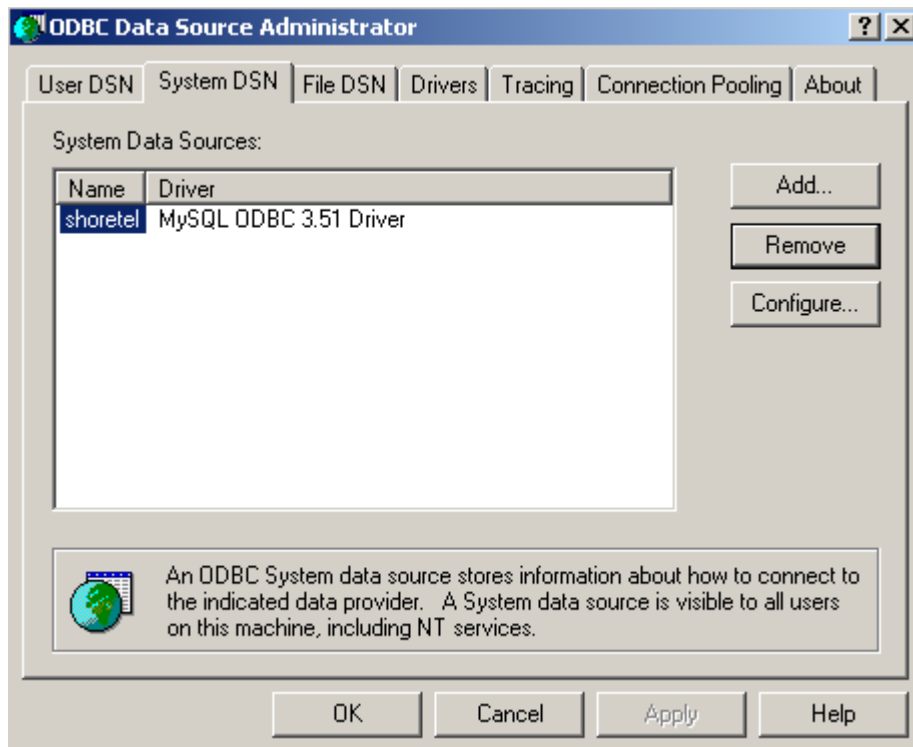 ODBC Data Source Administrator
User DSN System DSN File DSN Drivers Tracing Connection Pooling About
System Data Sources:
Name Driver
shoretel MySQL ODBC 3.51 Driver
Add...
Remove
Configure...
An ODBC System data source stores information about how to connect to
the indicated data provider. A System data source is visible to all users
on this machine, including NT services.
OK Cancel Apply Help